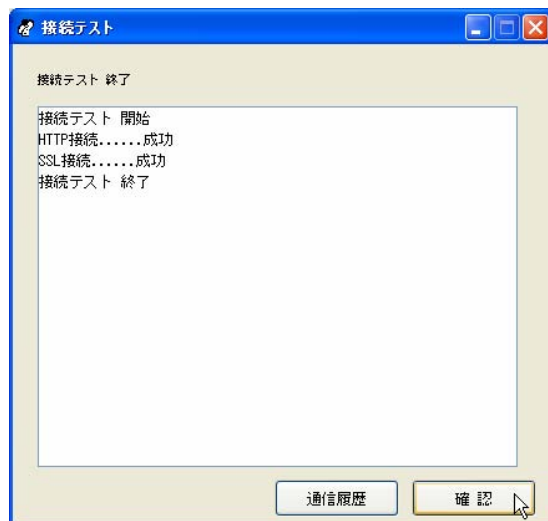 接続テスト
接続テスト 終了
接続テスト 開始
HTTP接続......成功
SSL接続......成功
接続テスト 終了
通信履歴
確 認